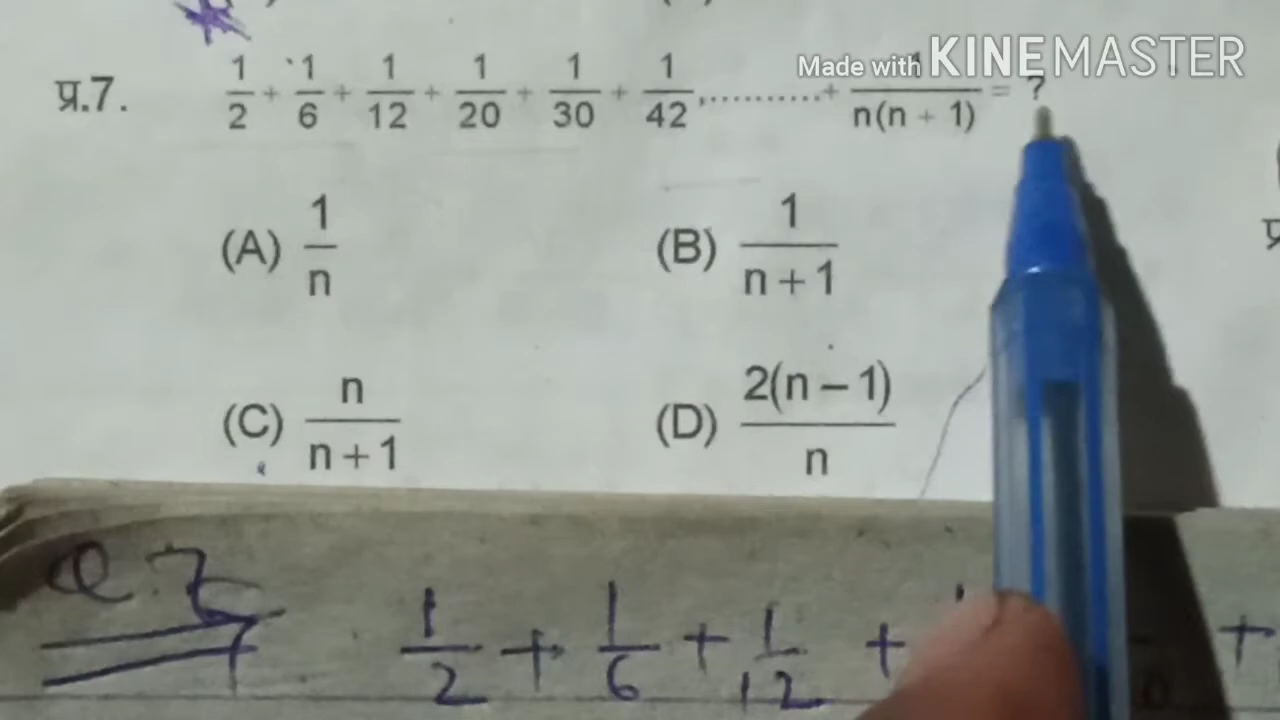 Made with KINEMASTER
प्र.7. 1/2 + 1/6 + 1/12 + 1/20 + 1/30 + 1/42, .......... + 1/n(n + 1) = ?
(A) 1/n (B) 1/n + 1
(C) n/n + 1 (D) 2(n – 1)/n
Q.7 1/2 + 1/6 + 1/12 + +